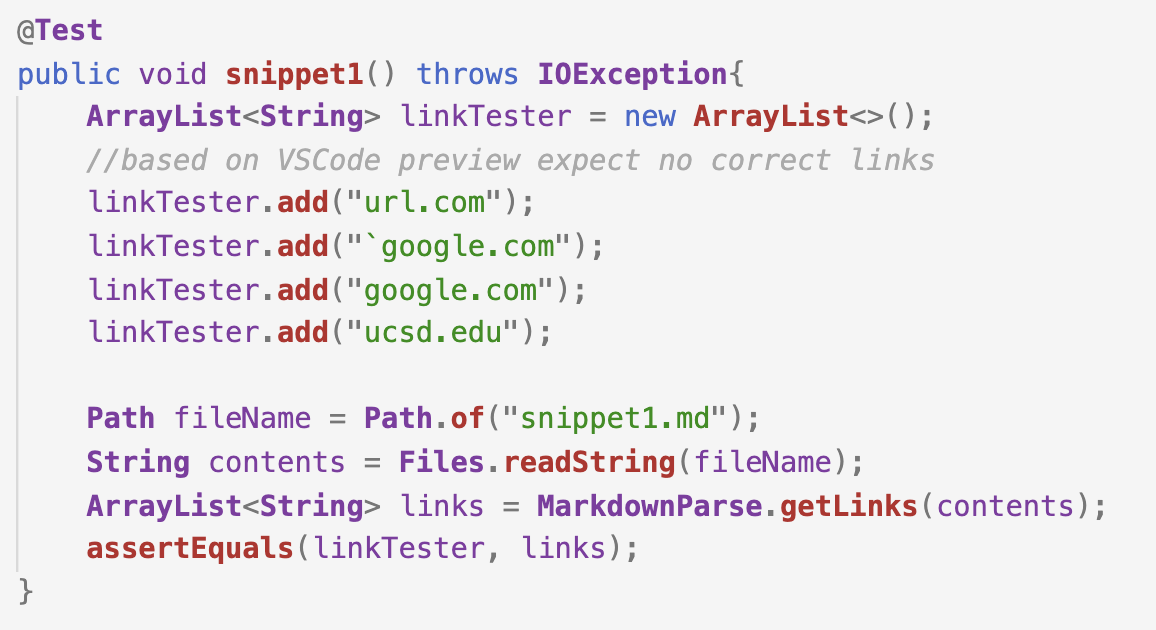 @Test
public void snippet1() throws IOException{
    ArrayList<String> linkTester = new ArrayList<>();
    //based on VSCode preview expect no correct links
    linkTester.add("url.com");
    linkTester.add("`google.com");
    linkTester.add("google.com");
    linkTester.add("ucsd.edu");

    Path fileName = Path.of("snippet1.md");
    String contents = Files.readString(fileName);
    ArrayList<String> links = MarkdownParse.getLinks(contents);
    assertEquals(linkTester, links);
}